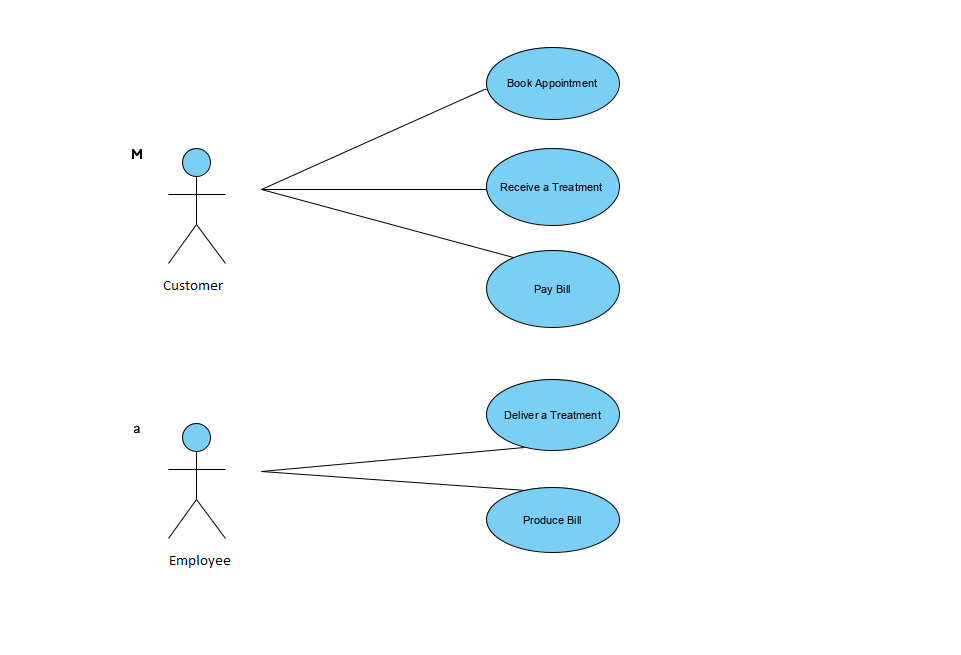 Book Appointment
M
Receive a Treatment
Customer
Pay Bill
Deliver a Treatment
a
Produce Bill
Employee